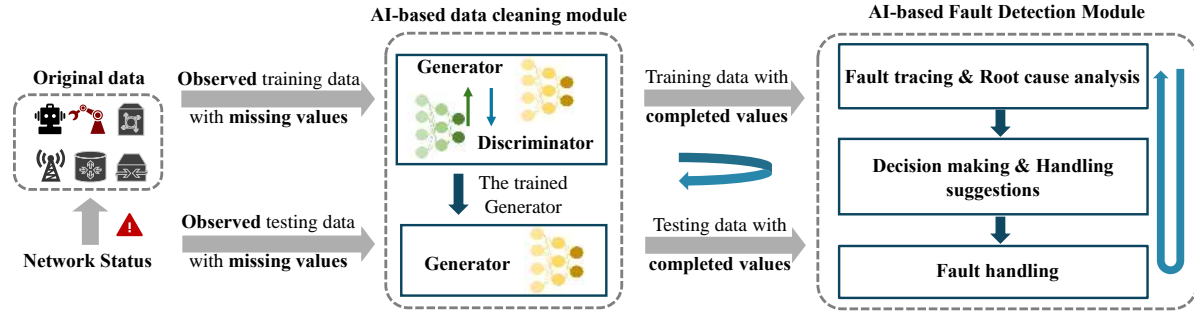 AI-based data cleaning module
AI-based Fault Detection Module
Original data
Observed training data
with missing values
Generator
Discriminator
Training data with
completed values
Fault tracing & Root cause analysis
Decision making & Handling
suggestions
The trained
Generator
Network Status
Observed testing data
with missing values
Generator
Testing data with
completed values
Fault handling